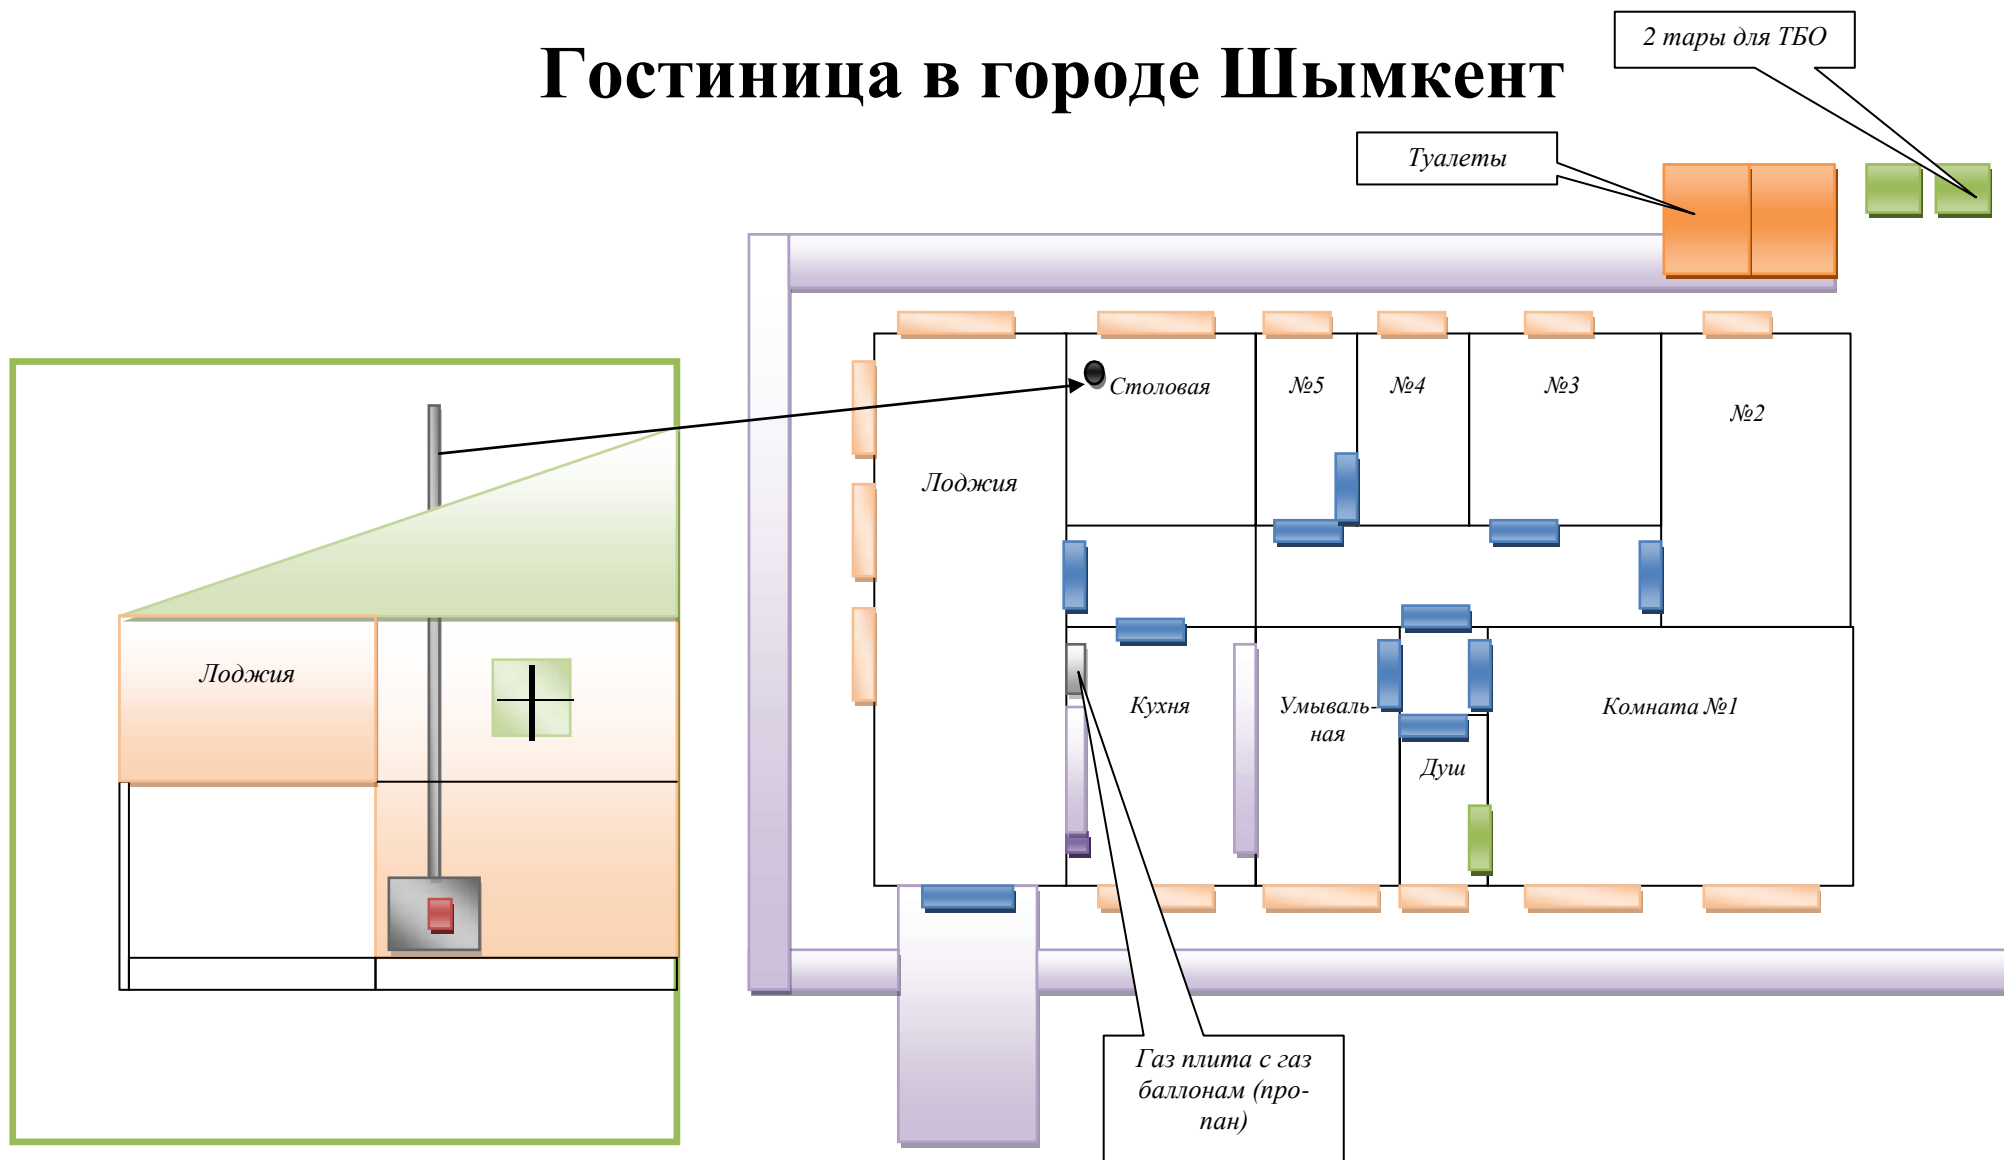 Гостиница в городе Шымкент
2 тары для ТБО
Туалеты
Столовая
№5
№4
№3
№2
Лоджия
Лоджия
Кухня
Умываль-
ная
Комната №1
Душ
Газ плита с газ
баллонам (про-
пан)